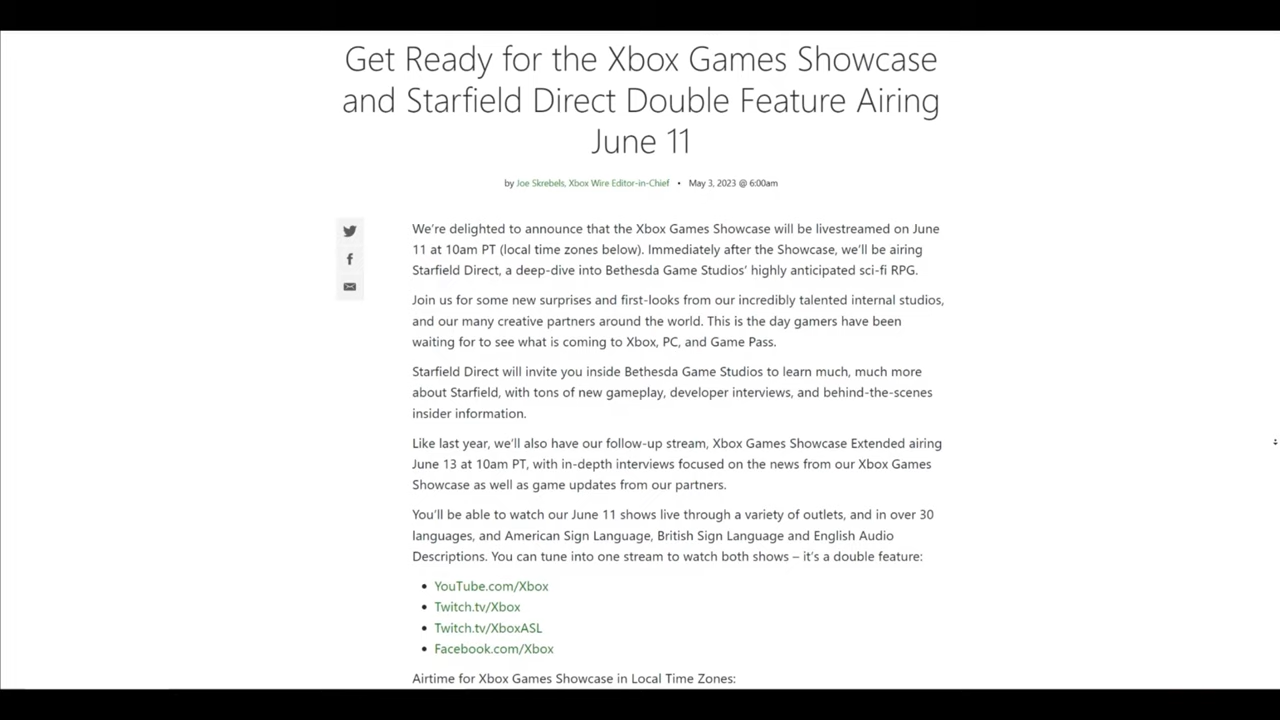 Get Ready for the Xbox Games Showcase
and Starfield Direct Double Feature Airing
June 11
by Joe Skrebels, Xbox Wire Editor-in-Chief • May 3, 2023 @ 6:00am
We're delighted to announce that the Xbox Games Showcase will be livestreamed on June
11 at 10am PT (local time zones below). Immediately after the Showcase, we'll be airing
Starfield Direct, a deep-dive into Bethesda Game Studios' highly anticipated sci-fi RPG.
Join us for some new surprises and first-looks from our incredibly talented internal studios,
and our many creative partners around the world. This is the day gamers have been
waiting for to see what is coming to Xbox, PC, and Game Pass.
Starfield Direct will invite you inside Bethesda Game Studios to learn much, much more
about Starfield, with tons of new gameplay, developer interviews, and behind-the-scenes
insider information.
Like last year, we'll also have our follow-up stream, Xbox Games Showcase Extended airing
June 13 at 10am PT, with in-depth interviews focused on the news from our Xbox Games
Showcase as well as game updates from our partners.
You'll be able to watch our June 11 shows live through a variety of outlets, and in over 30
languages, and American Sign Language, British Sign Language and English Audio
Descriptions. You can tune into one stream to watch both shows – it's a double feature:
• YouTube.com/Xbox
• Twitch.tv/Xbox
• Twitch.tv/XboxASL
• Facebook.com/Xbox
Airtime for Xbox Games Showcase in Local Time Zones: